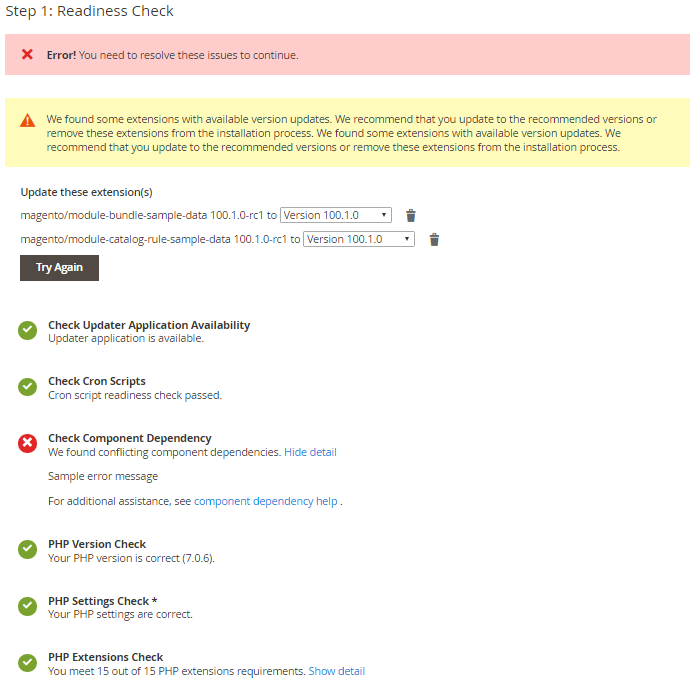 Step 1: Readiness Check
Error! You need to resolve these issues to continue.
We found some extensions with available version updates. We recommend that you update to the recommended versions or
remove these extensions from the installation process. We found some extensions with available version updates. We
recommend that you update to the recommended versions or remove these extensions from the installation process.
Update these extension(s)
magento/module-bundle-sample-data 100.1.0-rc1 to Version 100.1.0
magento/module-catalog-rule-sample-data 100.1.0-rc1 to Version 100.1.0
Try Again
Check Updater Application Availability
Updater application is available.
Check Cron Scripts
Cron script readiness check passed.
Check Component Dependency
We found conflicting component dependencies. Hide detail
Sample error message
For additional assistance, see component dependency help .
PHP Version Check
Your PHP version is correct (7.0.6).
PHP Settings Check *
Your PHP settings are correct.
PHP Extensions Check
You meet 15 out of 15 PHP extensions requirements. Show detail